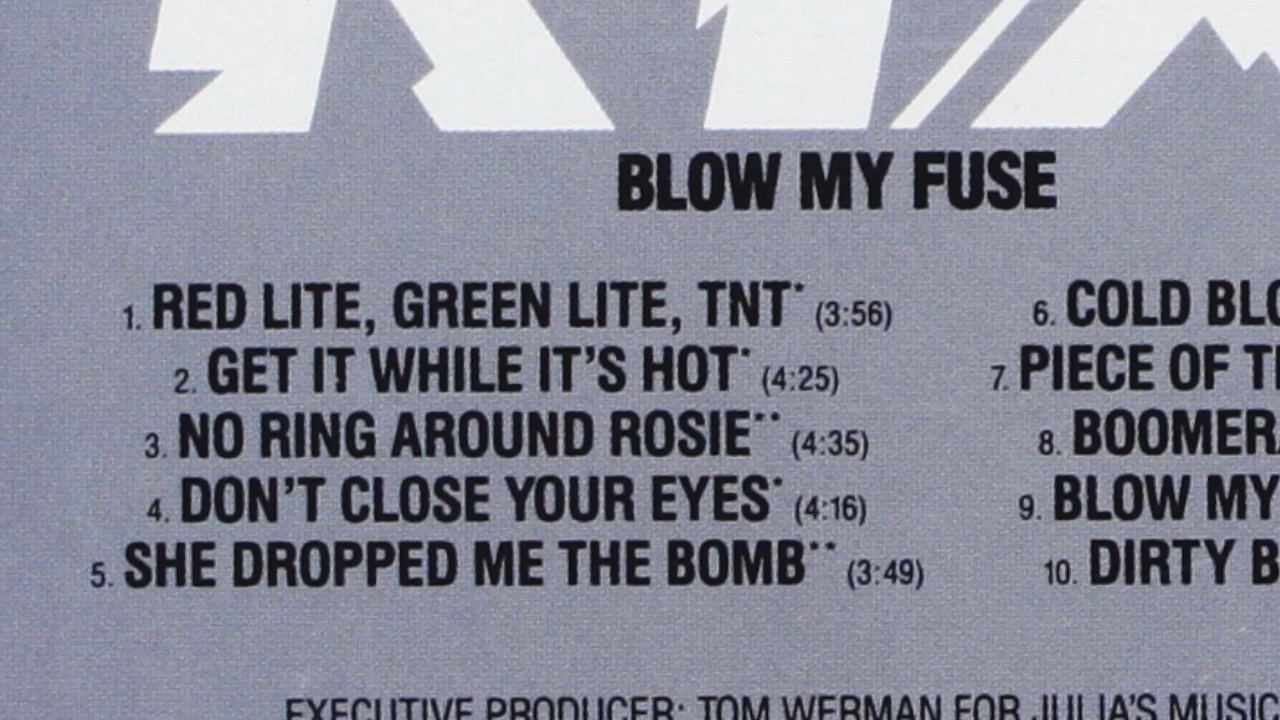 BLOW MY FUSE
1. RED LITE, GREEN LITE, TNT* (3:56)
2. GET IT WHILE IT'S HOT* (4:25)
3. NO RING AROUND ROSIE** (4:35)
4. DON'T CLOSE YOUR EYES* (4:16)
5. SHE DROPPED ME THE BOMB** (3:49)
6. COLD
7. PIECE OF
8.
9. BLOW MY
10. DIRTY
EXECUTIVE PRODUCER: TOM WERMAN FOR JULIA'S MUSIC